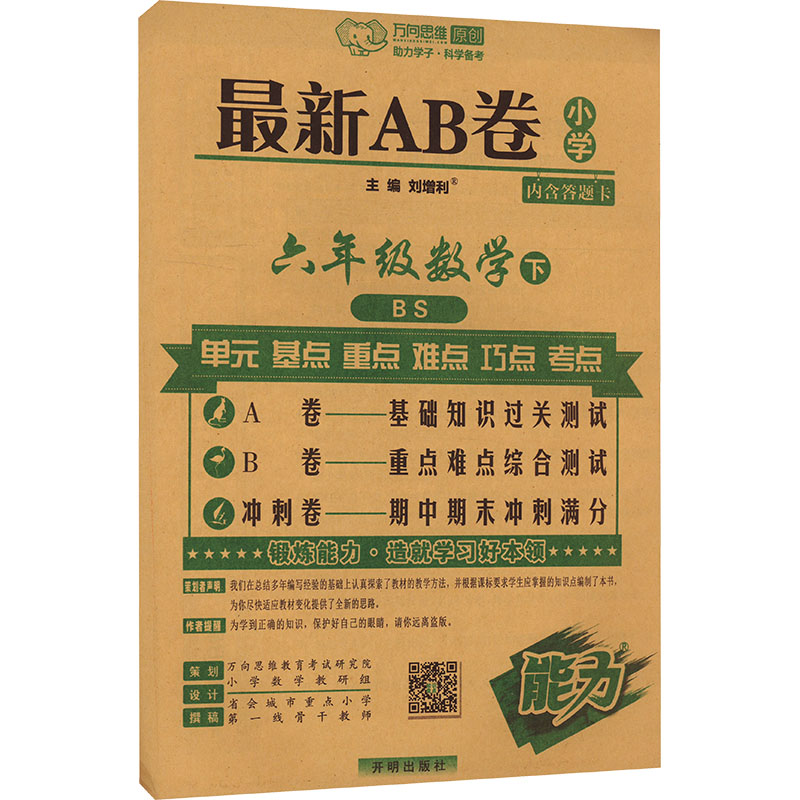 万向思维 原创
WANXIANGSIWEI.COM
助力学子·科学备考
最新AB卷 小学
主 编 刘增利®
内含答题卡
六年级数学 下
BS
单元 基点 重点 难点 巧点 考点
A 卷——基础知识过关测试
B 卷——重点难点综合测试
冲刺卷——期中期末冲刺满分
★★★★★锻炼能力·造就学习好本领★★★★★
策划者声明 我们在总结多年编写经验的基础上认真探索了教材的教学方法，并根据课标要求学生应掌握的知识点编制了本书，
为你尽快适应教材变化提供了全新的思路。
作者提醒 为学到正确的知识，保护好自己的眼睛，请你远离盗版。
策划 万向思维教育考试研究院
小学数学教研组
设计 省会城市重点小学
撰稿 第一线骨干教师
能力®
开明出版社